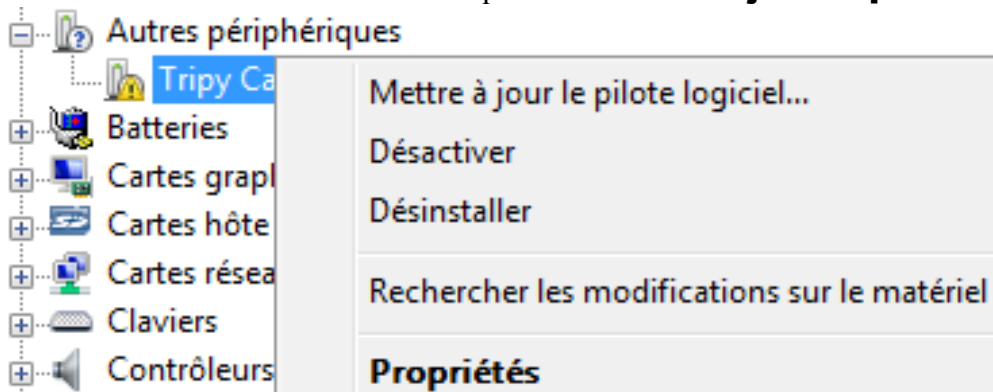 Autres périphériques
Tripy Ca
Batteries
Cartes grapl
Cartes hôte
Cartes résea
Claviers
Contrôleurs
Mettre à jour le pilote logiciel...
Désactiver
Désinstaller
Rechercher les modifications sur le matériel
Propriétés